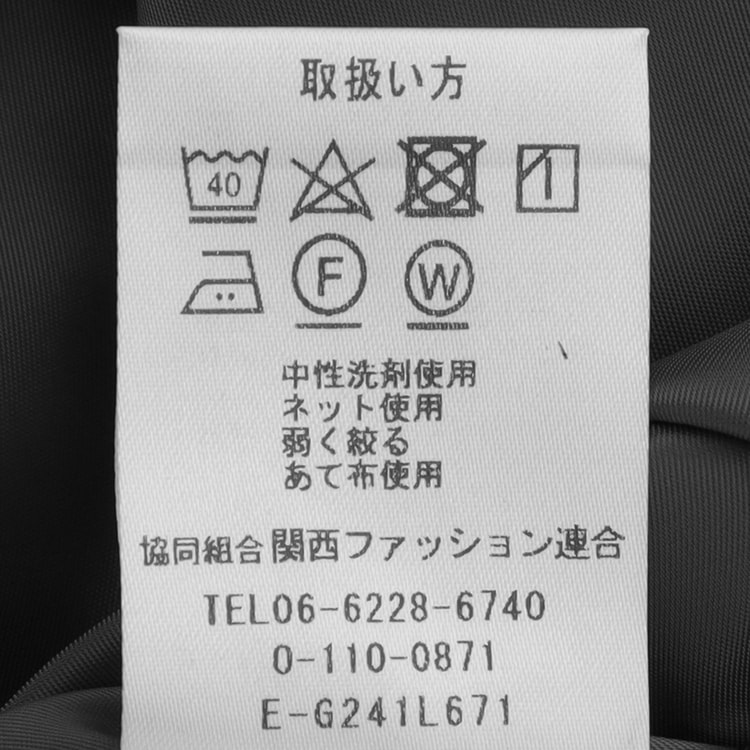 取扱い方
40
F W
中性洗剤使用
ネット使用
弱く絞る
あて布使用
協同組合関西ファッション連合
TEL06-6228-6740
0-110-0871
E-G241L671